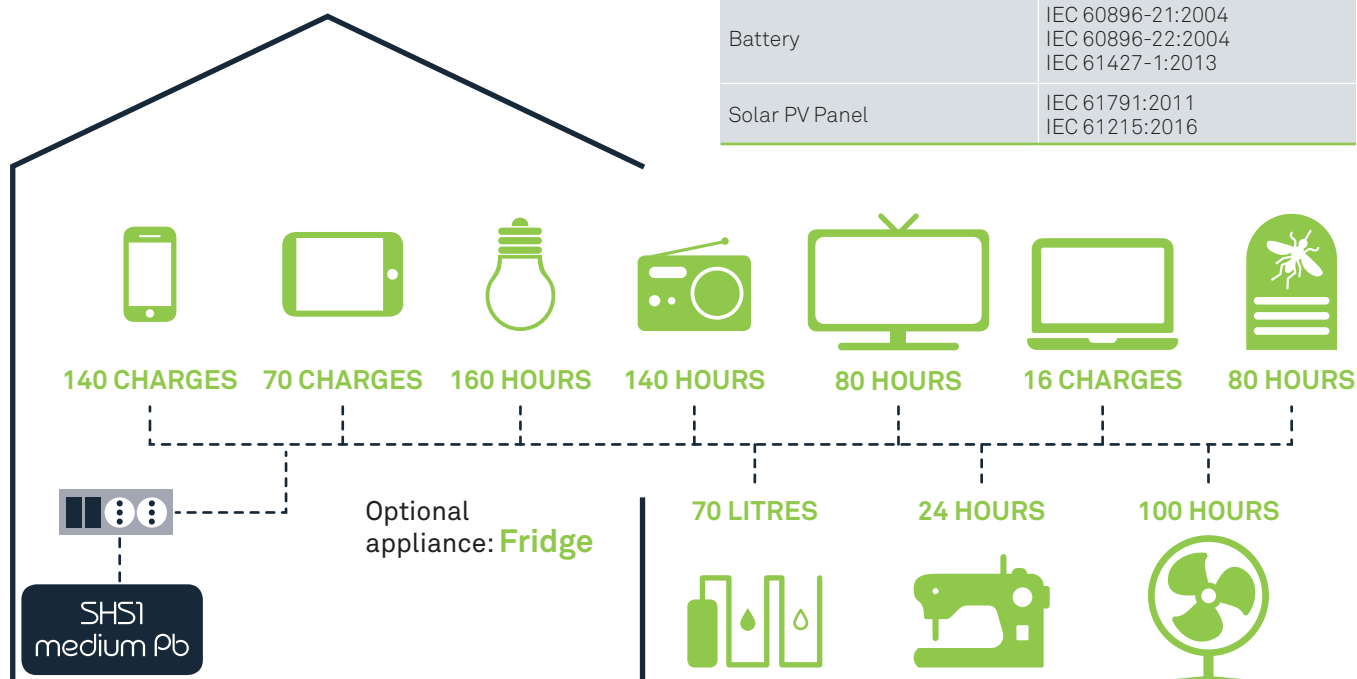 Battery
IEC 60896-21:2004
IEC 60896-22:2004
IEC 61427-1:2013
Solar PV Panel
IEC 61791:2011
IEC 61215:2016
140 CHARGES
70 CHARGES
160 HOURS
140 HOURS
80 HOURS
16 CHARGES
80 HOURS
Optional
appliance: Fridge
70 LITRES
24 HOURS
100 HOURS
SHS1
medium Pb